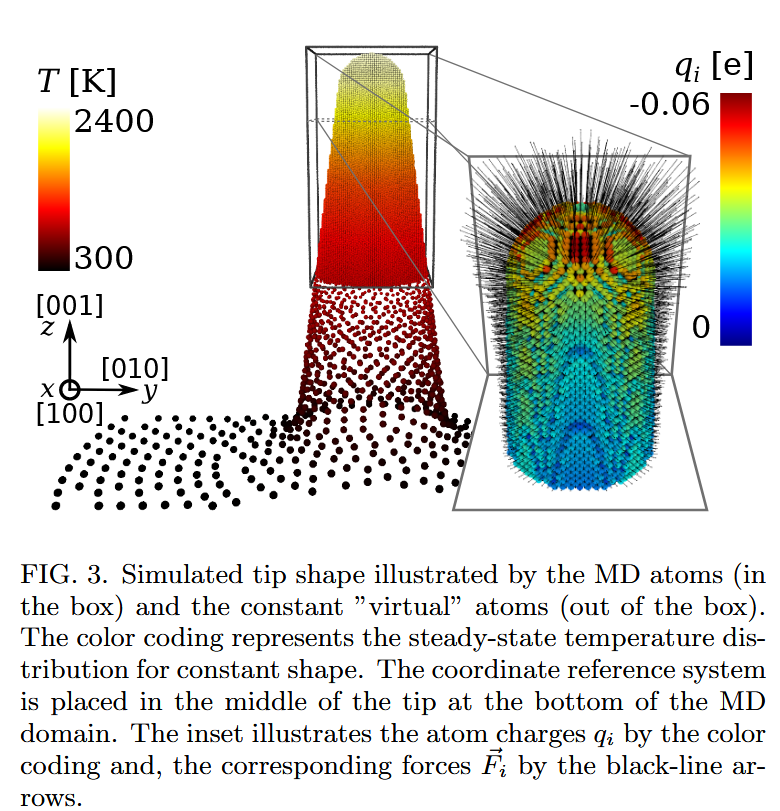 T [K]
2400
300
q_i [e]
-0.06
0
[001]
z
[010]
x
y
[100]
FIG. 3. Simulated tip shape illustrated by the MD atoms (in
the box) and the constant ”virtual” atoms (out of the box).
The color coding represents the steady-state temperature dis-
tribution for constant shape. The coordinate reference system
is placed in the middle of the tip at the bottom of the MD
domain. The inset illustrates the atom charges q_i by the color
coding and, the corresponding forces F⃗_i by the black-line ar-
rows.